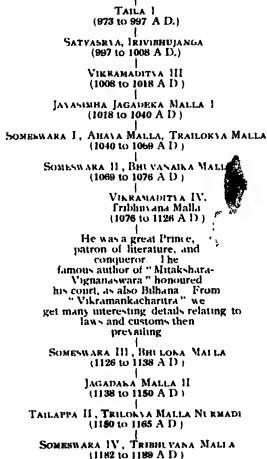 TAILA I
(973 to 997 A D.)
SATYASRYA, IRIVIBHUJANGA
(997 to 1008 A. D.)
VIKRAMADITYA III
(1008 to 1018 A D)
JAYASIMHA JAGADEKA MALLA I
(1018 to 1040 A D)
SOMESWARA I, AHAVA MALLA, TRAILOKYA MALLA
(1040 to 1069 A D)
SOMESWARA II, BHUVANAIKA MALLA
(1069 to 1076 A D)
VIKRAMADITYA IV,
Tribhuvana Malla
(1076 to 1126 A D)
He was a great Prince,
patron of literature, and
conqueror The
famous author of "Mitakshara-
Vignanaswara" honoured
his court, as also Bilhana From
"Vikramankacharitra" we
get many interesting details relating to
laws and customs then
prevailing
SOMESWARA III, BHULOKA MALLA
(1126 to 1138 A D)
JAGADAKA MALLA II
(1138 to 1150 A D)
TAILAPPA II, TRILOKYA MALLA NURMADI
(1150 to 1165 A D)
SOMESWARA IV, TRIBHUVANA MALLA
(1182 to 1189 A D)